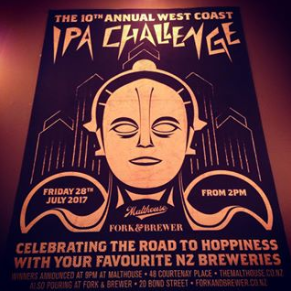 THE 10TH ANNUAL WEST COAST
IPA CHALLENGE
FRIDAY 28TH
JULY 2017
FROM 2PM
Malthouse
FORK & BREWER
CELEBRATING THE ROAD TO HOPPINESS
WITH YOUR FAVOURITE NZ BREWERIES
WINNERS ANNOUNCED AT 9PM AT MALTHOUSE • 48 COURTENAY PLACE • THEMALTHOUSE.CO.NZ
ALSO POURING AT FORK & BREWER • 20 BOND STREET • FORKANDBREWER.CO.NZ